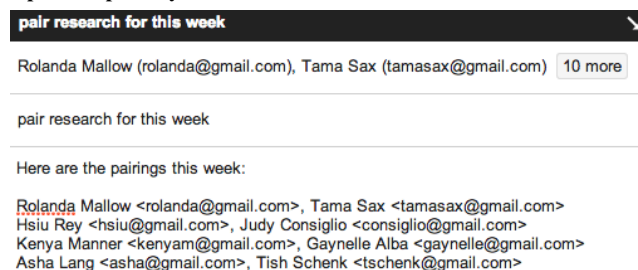 pair research for this week
Rolanda Mallow (rolanda@gmail.com), Tama Sax (tamasax@gmail.com) 10 more
pair research for this week
Here are the pairings this week:
Rolanda Mallow <rolanda@gmail.com>, Tama Sax <tamasax@gmail.com>
Hsiu Rey <hsiu@gmail.com>, Judy Consiglio <consiglio@gmail.com>
Kenya Manner <kenyam@gmail.com>, Gaynelle Alba <gaynelle@gmail.com>
Asha Lang <asha@gmail.com>, Tish Schenk <tschenk@gmail.com>